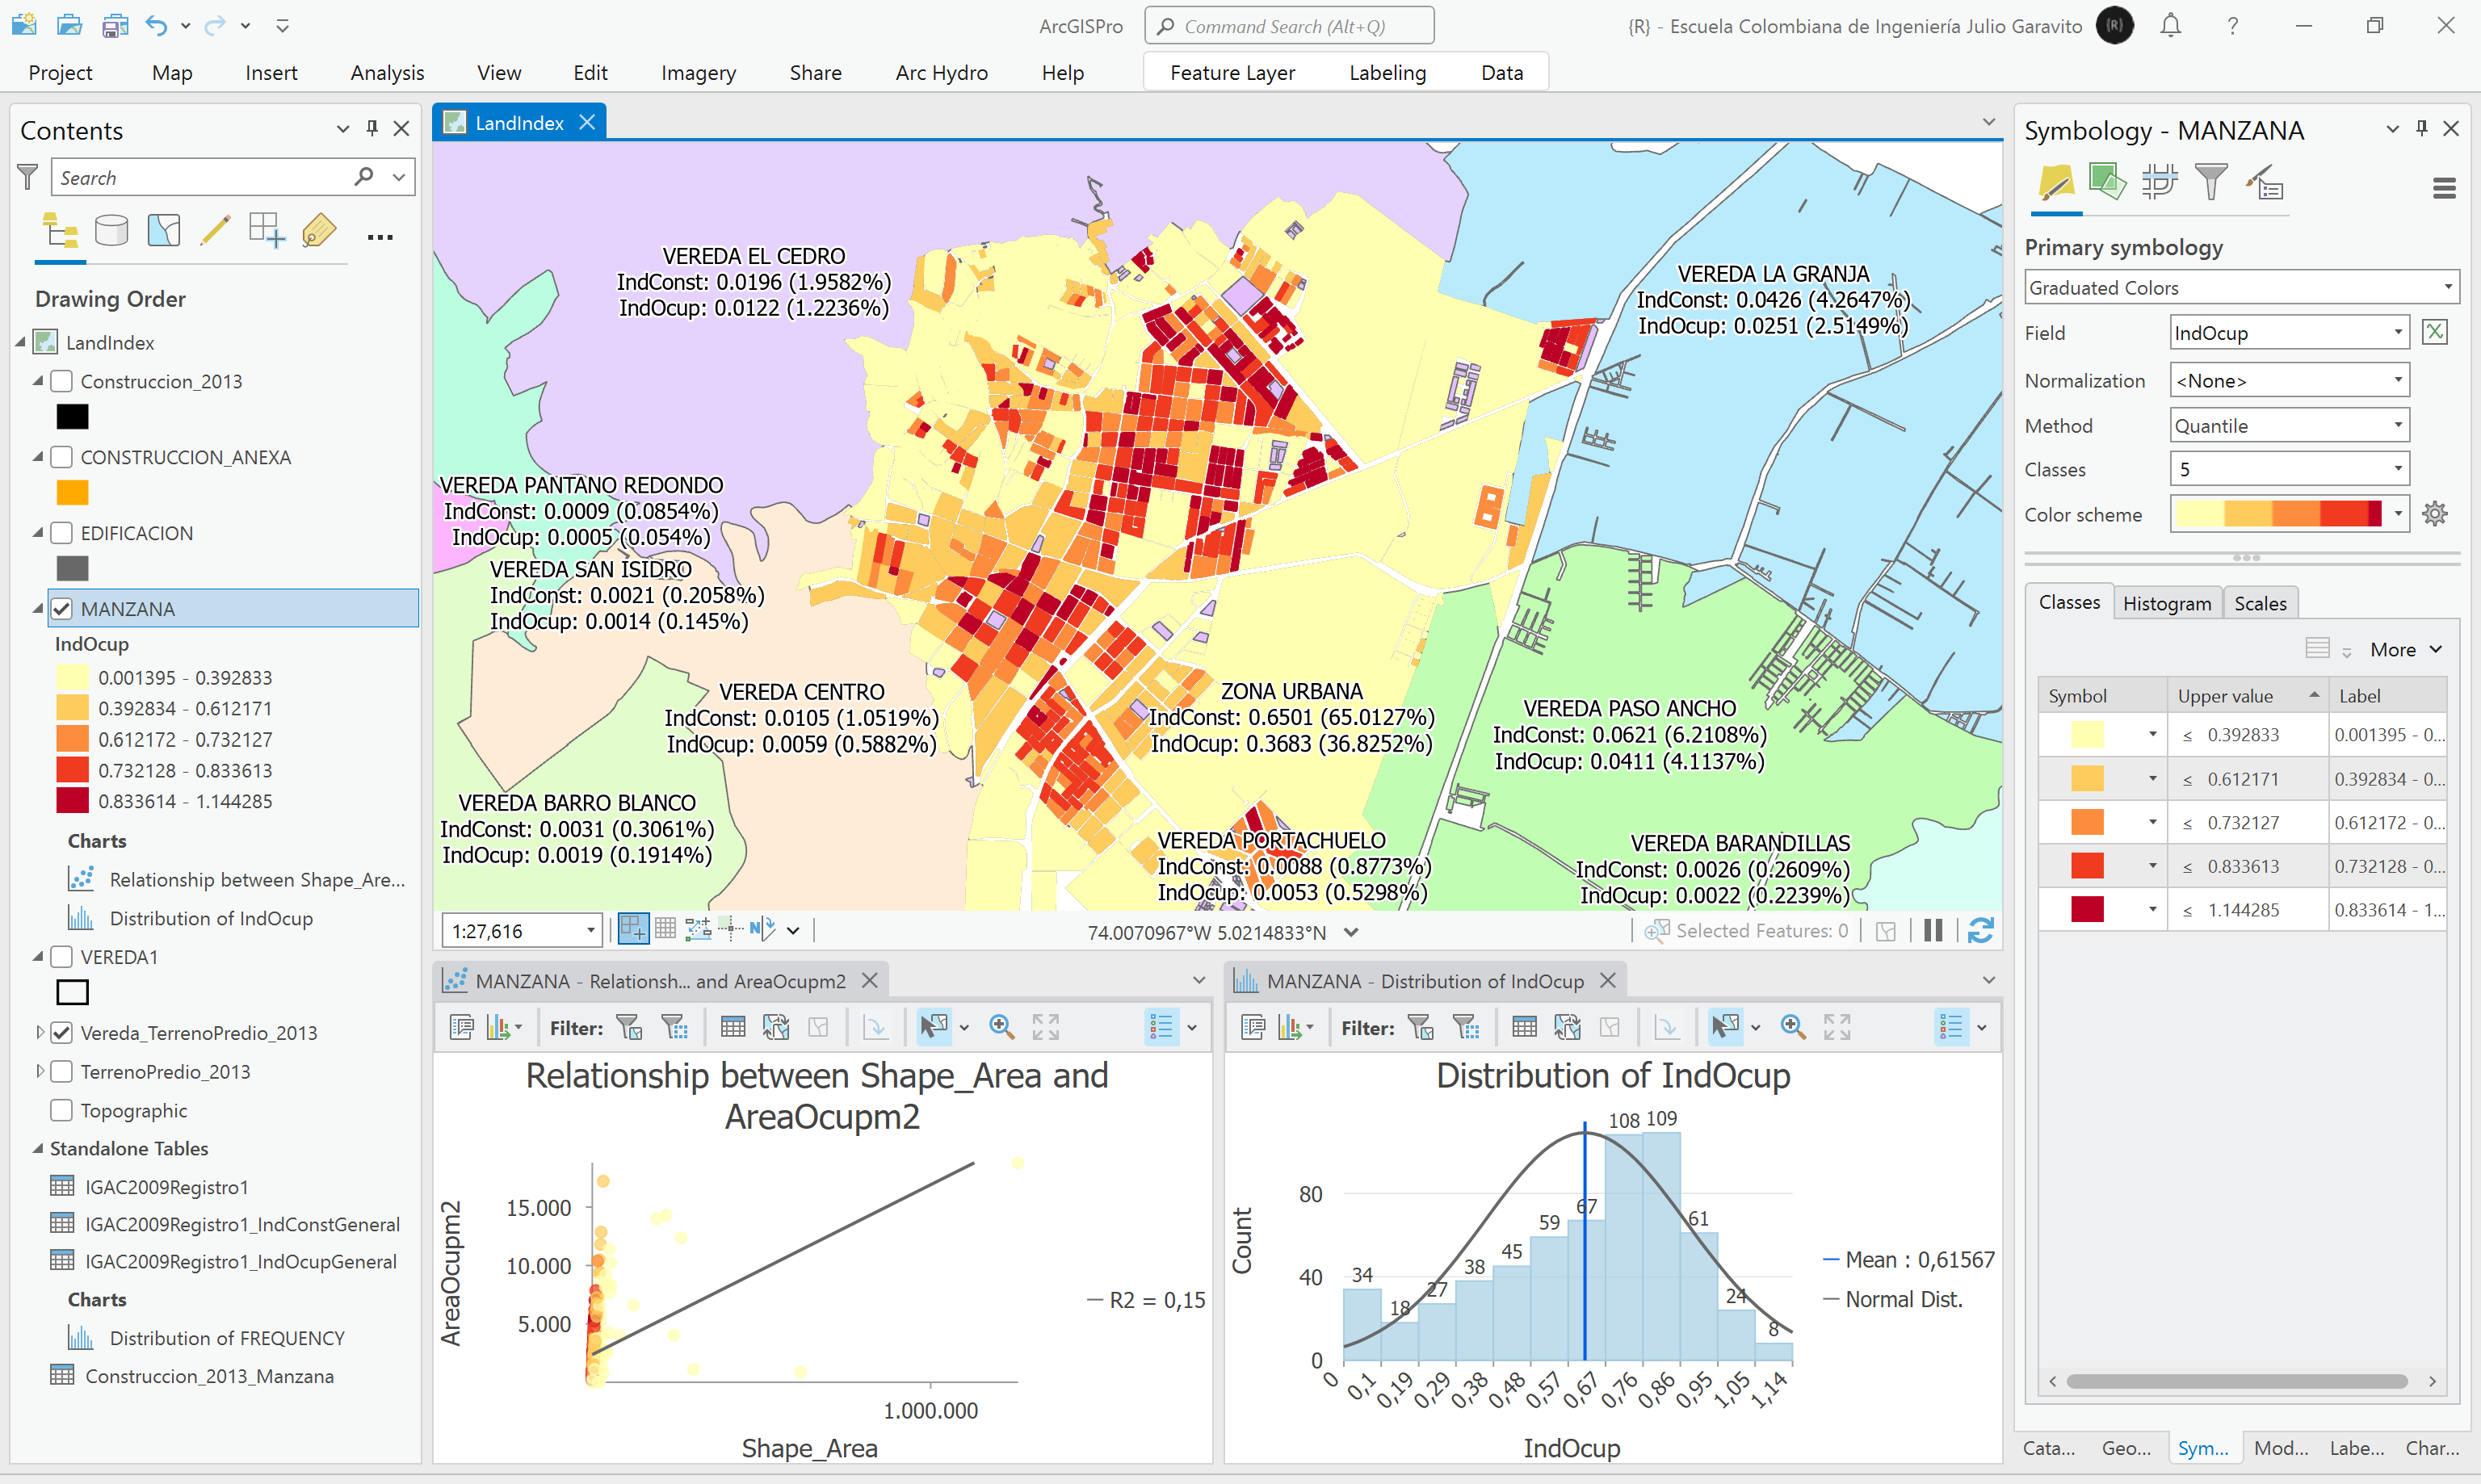 ArcGISPro
Command Search (Alt+Q)
{R} - Escuela Colombiana de Ingeniería Julio Garavito
{R}
?
Project
Map
Insert
Analysis
View
Edit
Imagery
Share
Arc Hydro
Help
Feature Layer
Labeling
Data
Contents
Search
Drawing Order
LandIndex
Construccion_2013
CONSTRUCCION_ANEXA
EDIFICACION
MANZANA
IndOcup
0.001395 - 0.392833
0.392834 - 0.612171
0.612172 - 0.732127
0.732128 - 0.833613
0.833614 - 1.144285
Charts
Relationship between Shape_Are...
Distribution of IndOcup
VEREDA1
Vereda_TerrenoPredio_2013
TerrenoPredio_2013
Topographic
Standalone Tables
IGAC2009Registro1
IGAC2009Registro1_IndConstGeneral
IGAC2009Registro1_IndOcupGeneral
Charts
Distribution of FREQUENCY
Construccion_2013_Manzana
LandIndex
VEREDA EL CEDRO
IndConst: 0.0196 (1.9582%)
IndOcup: 0.0122 (1.2236%)
VEREDA LA GRANJA
IndConst: 0.0426 (4.2647%)
IndOcup: 0.0251 (2.5149%)
VEREDA PANTANO REDONDO
IndConst: 0.0009 (0.0854%)
IndOcup: 0.0005 (0.054%)
VEREDA SAN ISIDRO
IndConst: 0.0021 (0.2058%)
IndOcup: 0.0014 (0.145%)
VEREDA CENTRO
IndConst: 0.0105 (1.0519%)
IndOcup: 0.0059 (0.5882%)
ZONA URBANA
IndConst: 0.6501 (65.0127%)
IndOcup: 0.3683 (36.8252%)
VEREDA PASO ANCHO
IndConst: 0.0621 (6.2108%)
IndOcup: 0.0411 (4.1137%)
VEREDA BARRO BLANCO
IndConst: 0.0031 (0.3061%)
IndOcup: 0.0019 (0.1914%)
VEREDA PORTACHUELO
IndConst: 0.0088 (0.8773%)
IndOcup: 0.0053 (0.5298%)
VEREDA BARANDILLAS
IndConst: 0.0026 (0.2609%)
IndOcup: 0.0022 (0.2239%)
1:27,616
N
74.0070967°W 5.0214833°N
Selected Features: 0
MANZANA - Relationsh... and AreaOcupm2
Filter:
Relationship between Shape_Area and
AreaOcupm2
AreaOcupm2
15.000
10.000
5.000
1.000.000
Shape_Area
R2 = 0,15
MANZANA - Distribution of IndOcup
Filter:
Distribution of IndOcup
Count
80
40
0
34
18
27
38
45
59
67
108
109
61
24
8
0
0,1
0,19
0,29
0,38
0,48
0,57
0,67
0,76
0,86
0,95
1,05
1,14
IndOcup
Mean : 0,61567
Normal Dist.
Symbology - MANZANA
Primary symbology
Graduated Colors
Field
IndOcup
Normalization
<None>
Method
Quantile
Classes
5
Color scheme
Classes
Histogram
Scales
More
Symbol
Upper value
Label
≤ 0.392833
0.001395 - 0...
≤ 0.612171
0.392834 - 0...
≤ 0.732127
0.612172 - 0...
≤ 0.833613
0.732128 - 0...
≤ 1.144285
0.833614 - 1...
Cata...
Geo...
Sym...
Mod...
Labe...
Char...